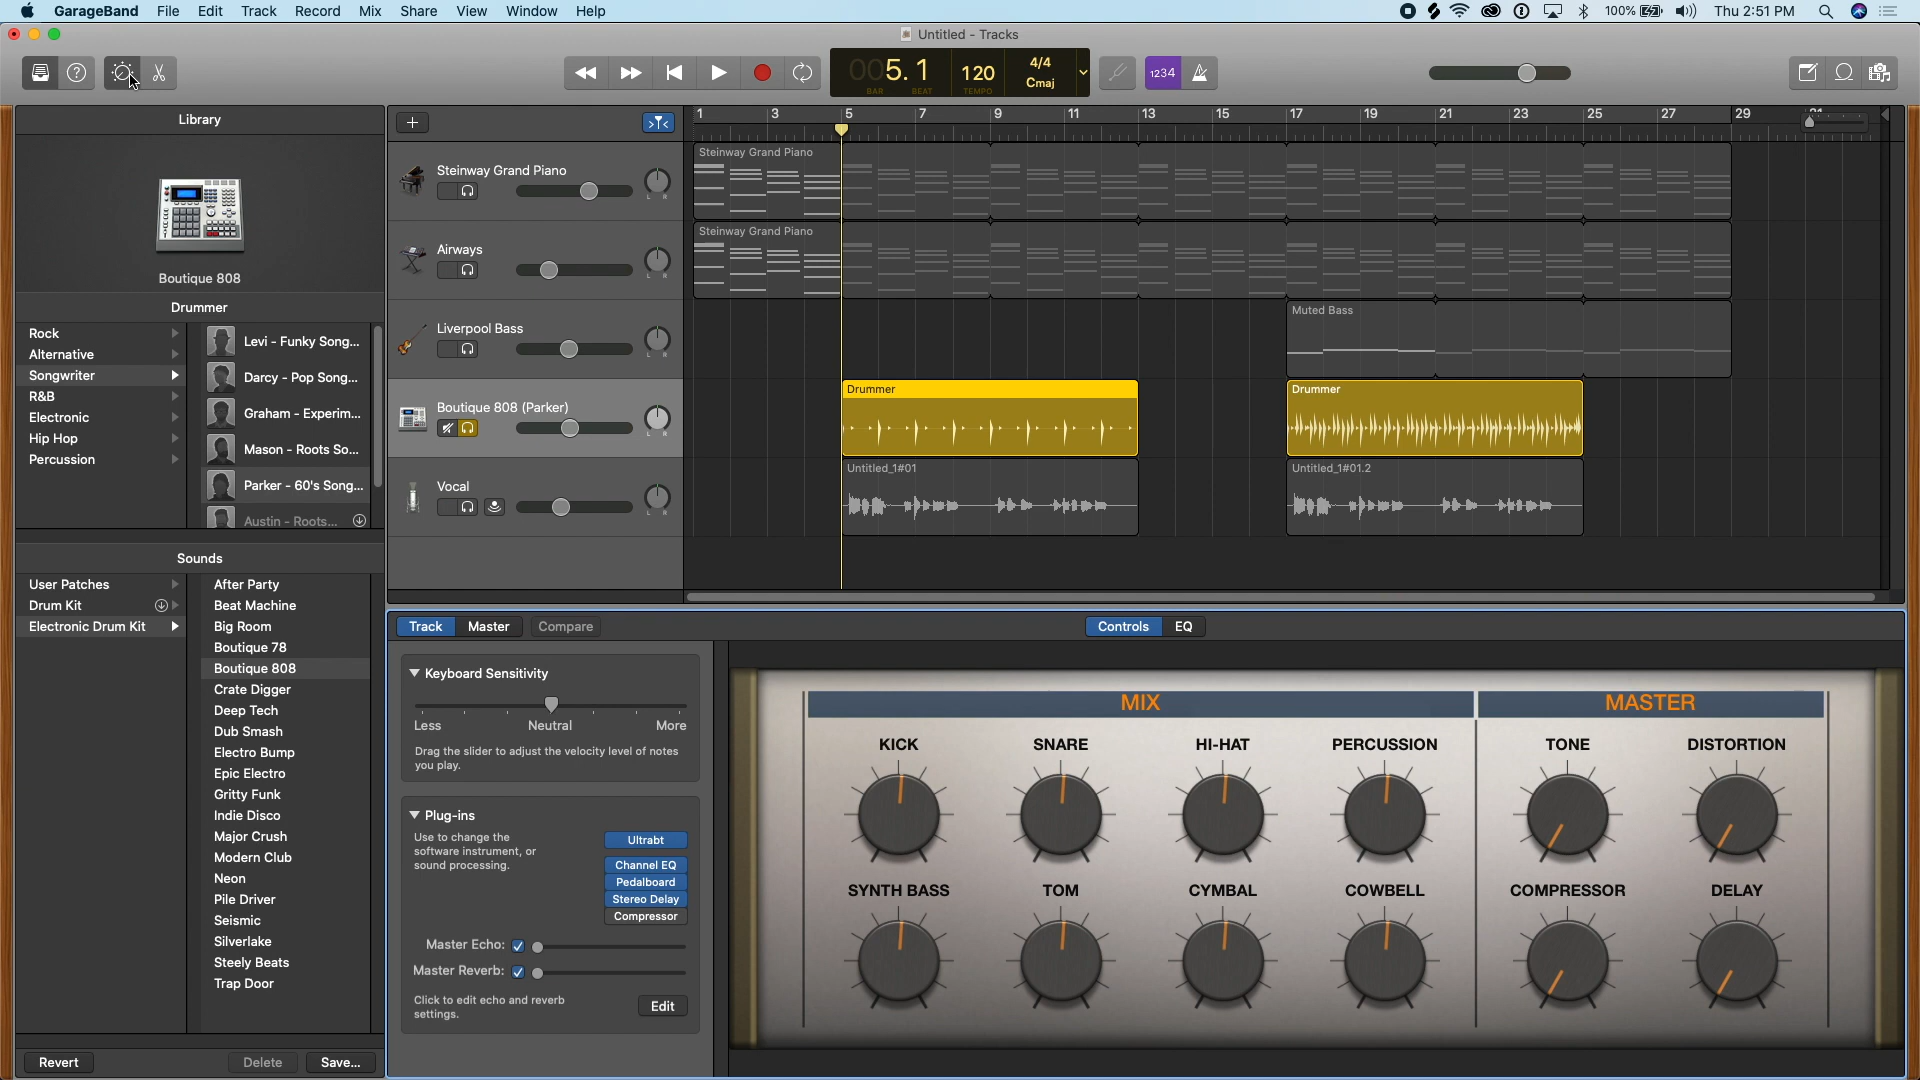 GarageBand File Edit Track Record Mix Share View Window Help
100% Thu 2:51 PM
Untitled - Tracks
005.1 120 4/4
Cmaj
BAR BEAT TEMPO
1234
Library
1 3 5 7 9 11 13 15 17 19 21 23 25 27 29 31
Boutique 808
Drummer
Rock
Alternative
Songwriter
R&B
Electronic
Hip Hop
Percussion
Levi - Funky Song...
Darcy - Pop Song...
Graham - Experim...
Mason - Roots So...
Parker - 60's Song...
Austin - Roots...
Sounds
User Patches
Drum Kit
Electronic Drum Kit
After Party
Beat Machine
Big Room
Boutique 78
Boutique 808
Crate Digger
Deep Tech
Dub Smash
Electro Bump
Epic Electro
Gritty Funk
Indie Disco
Major Crush
Modern Club
Neon
Pile Driver
Seismic
Silverlake
Steely Beats
Trap Door
Revert Delete Save...
Steinway Grand Piano
L R
Airways
L R
Liverpool Bass
L R
Boutique 808 (Parker)
L R
Vocal
L R
Steinway Grand Piano
Steinway Grand Piano
Muted Bass
Drummer Drummer
Untitled_1#01 Untitled_1#01.2
Track Master Compare Controls EQ
Keyboard Sensitivity
Less Neutral More
Drag the slider to adjust the velocity level of notes
you play.
Plug-ins
Use to change the
software instrument, or
sound processing.
Ultrabt
Channel EQ
Pedalboard
Stereo Delay
Compressor
Master Echo:
Master Reverb:
Click to edit echo and reverb
settings.
Edit
MIX MASTER
KICK SNARE HI-HAT PERCUSSION TONE DISTORTION
SYNTH BASS TOM CYMBAL COWBELL COMPRESSOR DELAY